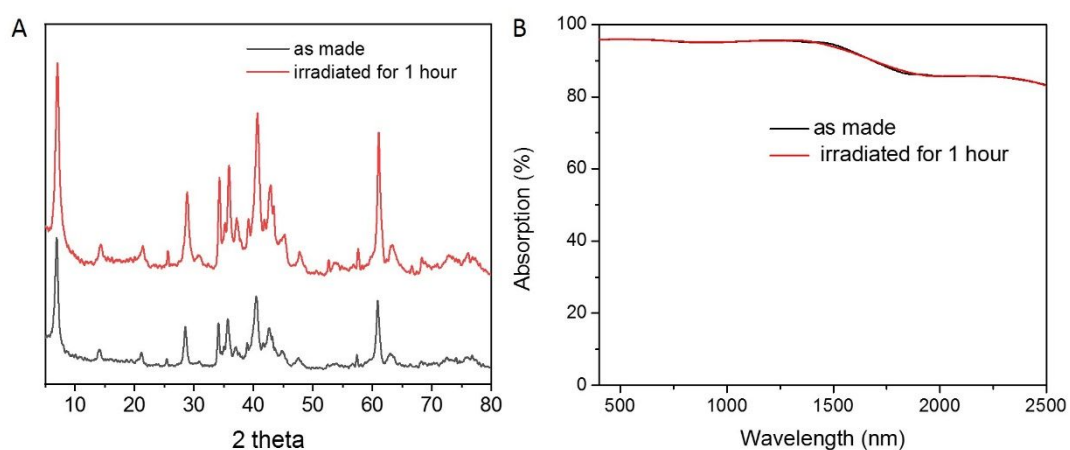 A
as made
irradiated for 1 hour
10 20 30 40 50 60 70 80
2 theta
B
100
80
60
40
20
0
Absorption (%)
as made
irradiated for 1 hour
500 1000 1500 2000 2500
Wavelength (nm)